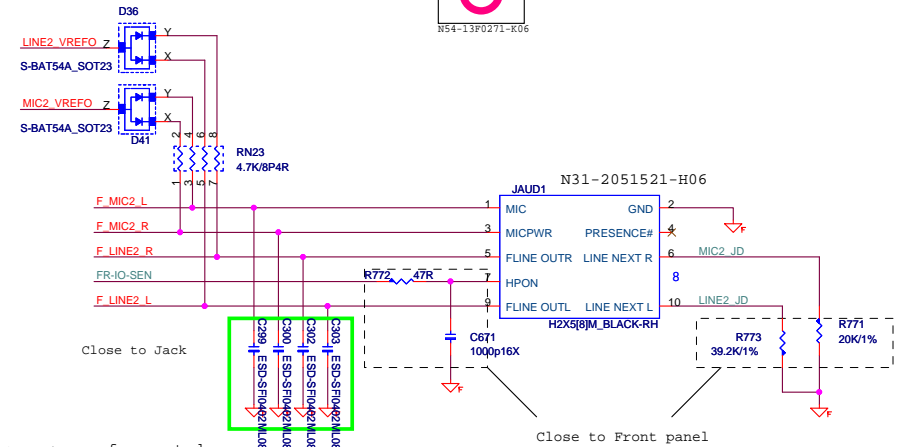 D36
N54-13F0271-K06
LINE2_VREFO
Z
Y
X
S-BAT54A_SOT23
MIC2_VREFO
Z
Y
X
S-BAT54A_SOT23
D41
2
4
6
8
RN23
4.7K/8P4R
1
3
5
7
N31-2051521-H06
JAUD1
F_MIC2_L
1
MIC
GND
2
F
F_MIC2_R
3
MICPWR
PRESENCE#
4
F_LINE2_R
5
FLINE OUTR
LINE NEXT R
6
MIC2_JD
FR-IO-SEN
R772
47R
7
HPON
8
F_LINE2_L
9
FLINE OUTL
LINE NEXT L
10
LINE2_JD
H2X5[8]M_BLACK-RH
C299
C300
C302
C303
C671
1000p16X
R773
39.2K/1%
R771
20K/1%
Close to Jack
F
F
Close to Front panel